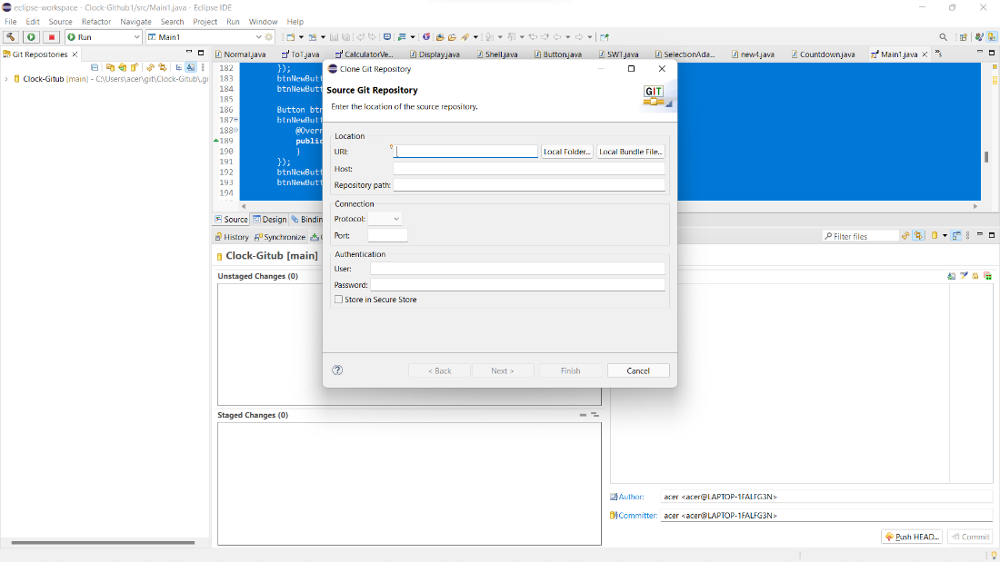 eclipse-workspace - Clock-Github1/src/Main1.java - Eclipse IDE
File Edit Source Refactor Navigate Search Project Run Window Help
Run Main1
Git Repositories
Normal.java ToT.java CalculatorVe... Display.java Shell.java Button.java SWT.java SelectionAda... new4.java Countdown.java Main1.java
Clock-Gitub [main] - C:\Users\acer\git\Clock-Gitub\.gi
182 });
183 btnNewButt
184 btnNewButt
185
186 Button btn
187 btnNewButt
188 @Overr
189 public
190 }
191 });
192 btnNewButt
193 btnNewButt
194
Source Design Bindin
History Synchronize
Filter files
Clock-Gitub [main]
Unstaged Changes (0)
Staged Changes (0)
Clone Git Repository
Source Git Repository
Enter the location of the source repository.
GIT
Location
URI:
Local Folder... Local Bundle File...
Host:
Repository path:
Connection
Protocol:
Port:
Authentication
User:
Password:
Store in Secure Store
< Back Next > Finish Cancel
Author: acer <acer@LAPTOP-1FALFG3N>
Committer: acer <acer@LAPTOP-1FALFG3N>
Push HEAD... Commit